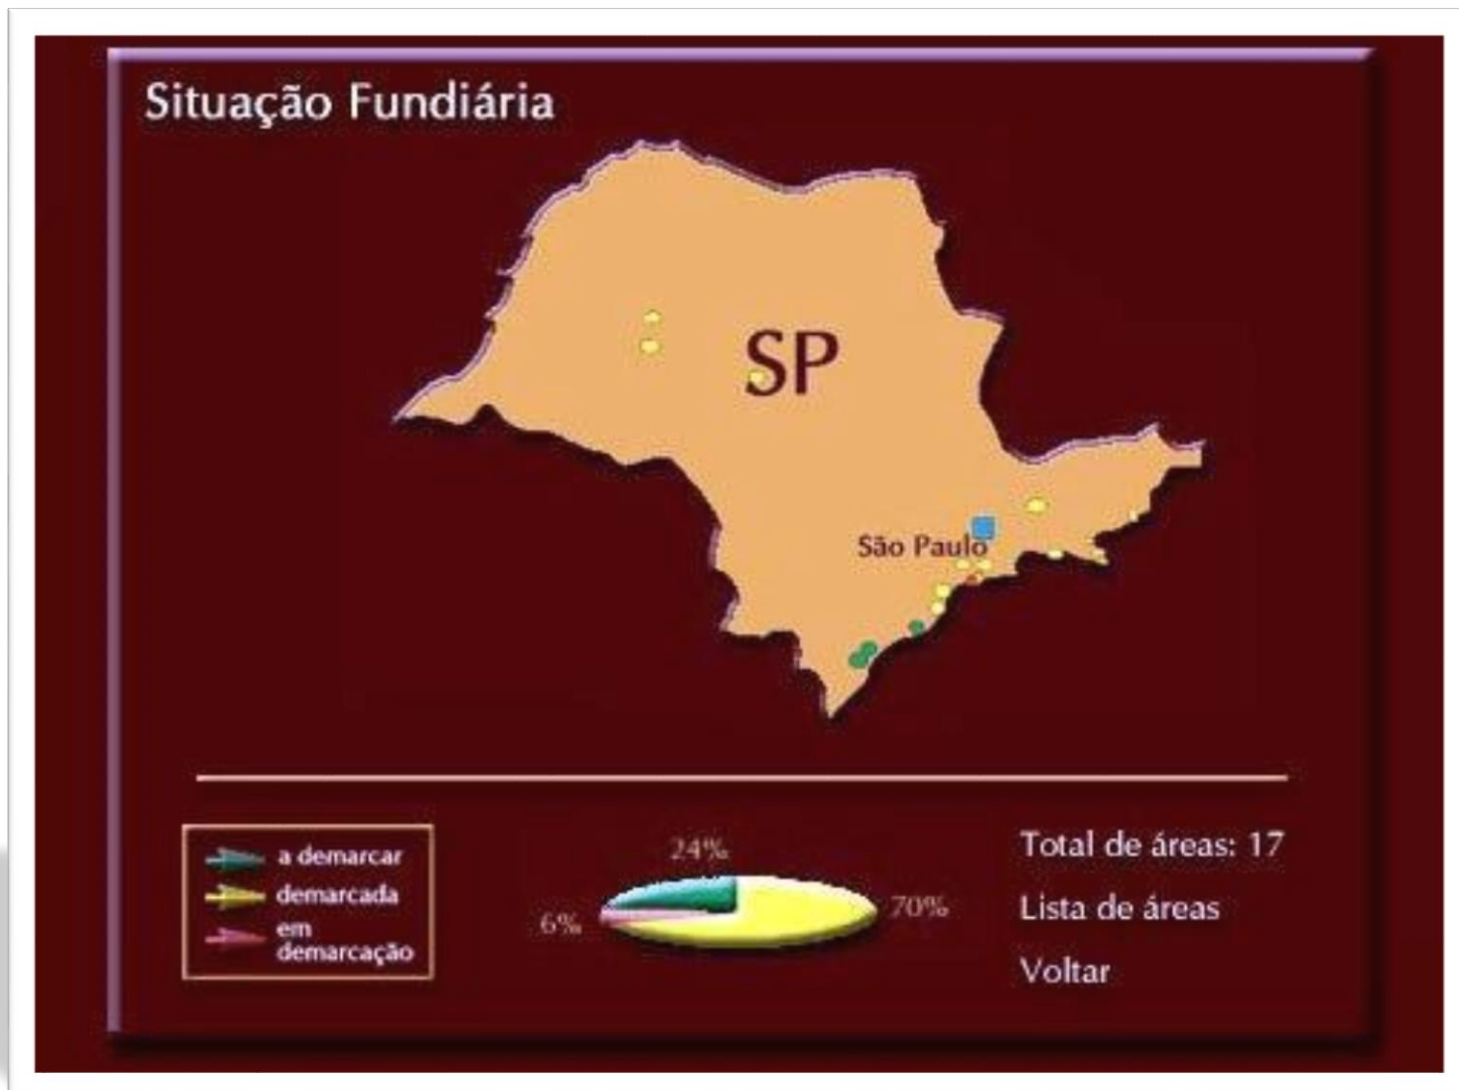 Situação Fundiária
SP
São Paulo
a demarcar
demarcada
em
demarcação
24%
6%
70%
Total de áreas: 17
Lista de áreas
Voltar